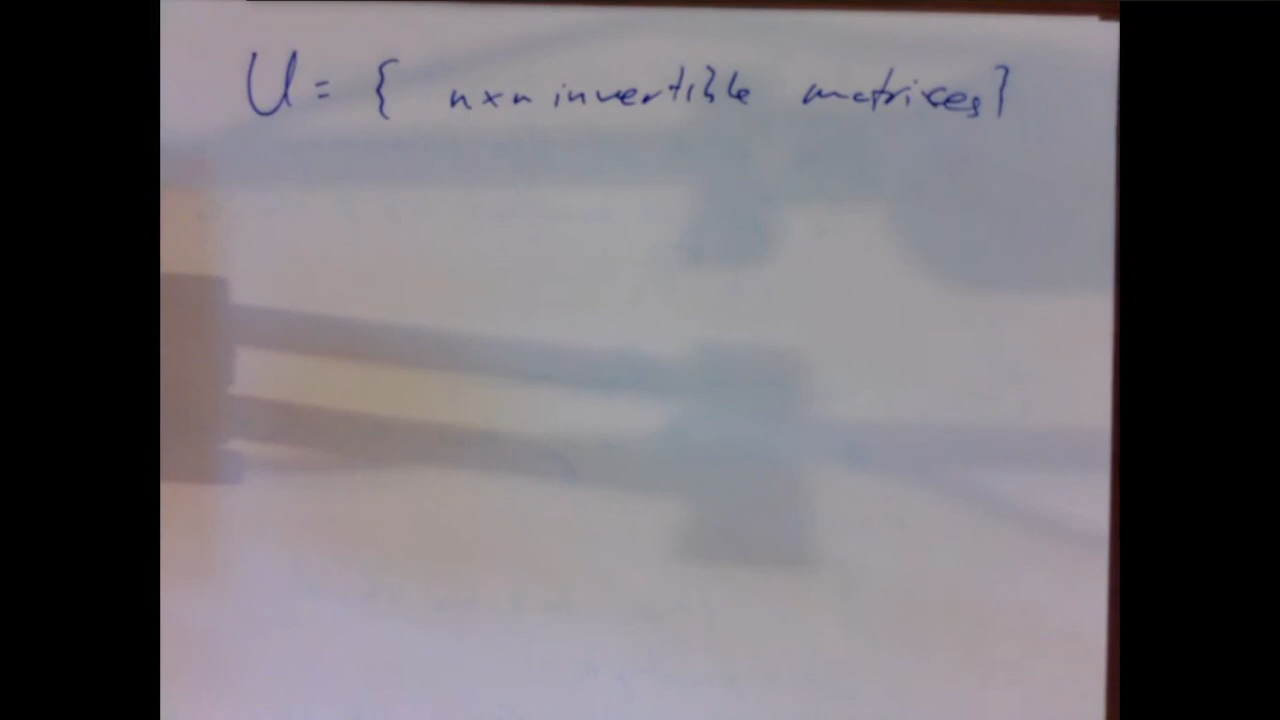 U = { n×n invertible matrices}